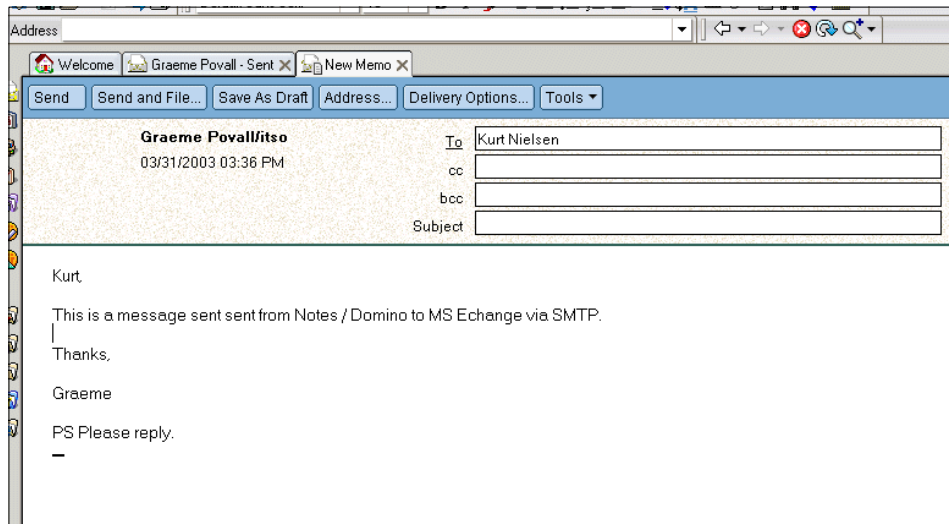 Address
Welcome Graeme Povall - Sent New Memo
Send Send and File... Save As Draft Address... Delivery Options... Tools
Graeme Povall/itso
03/31/2003 03:36 PM
To Kurt Nielsen
cc
bcc
Subject
Kurt,
This is a message sent sent from Notes / Domino to MS Echange via SMTP.
Thanks,
Graeme
PS Please reply.